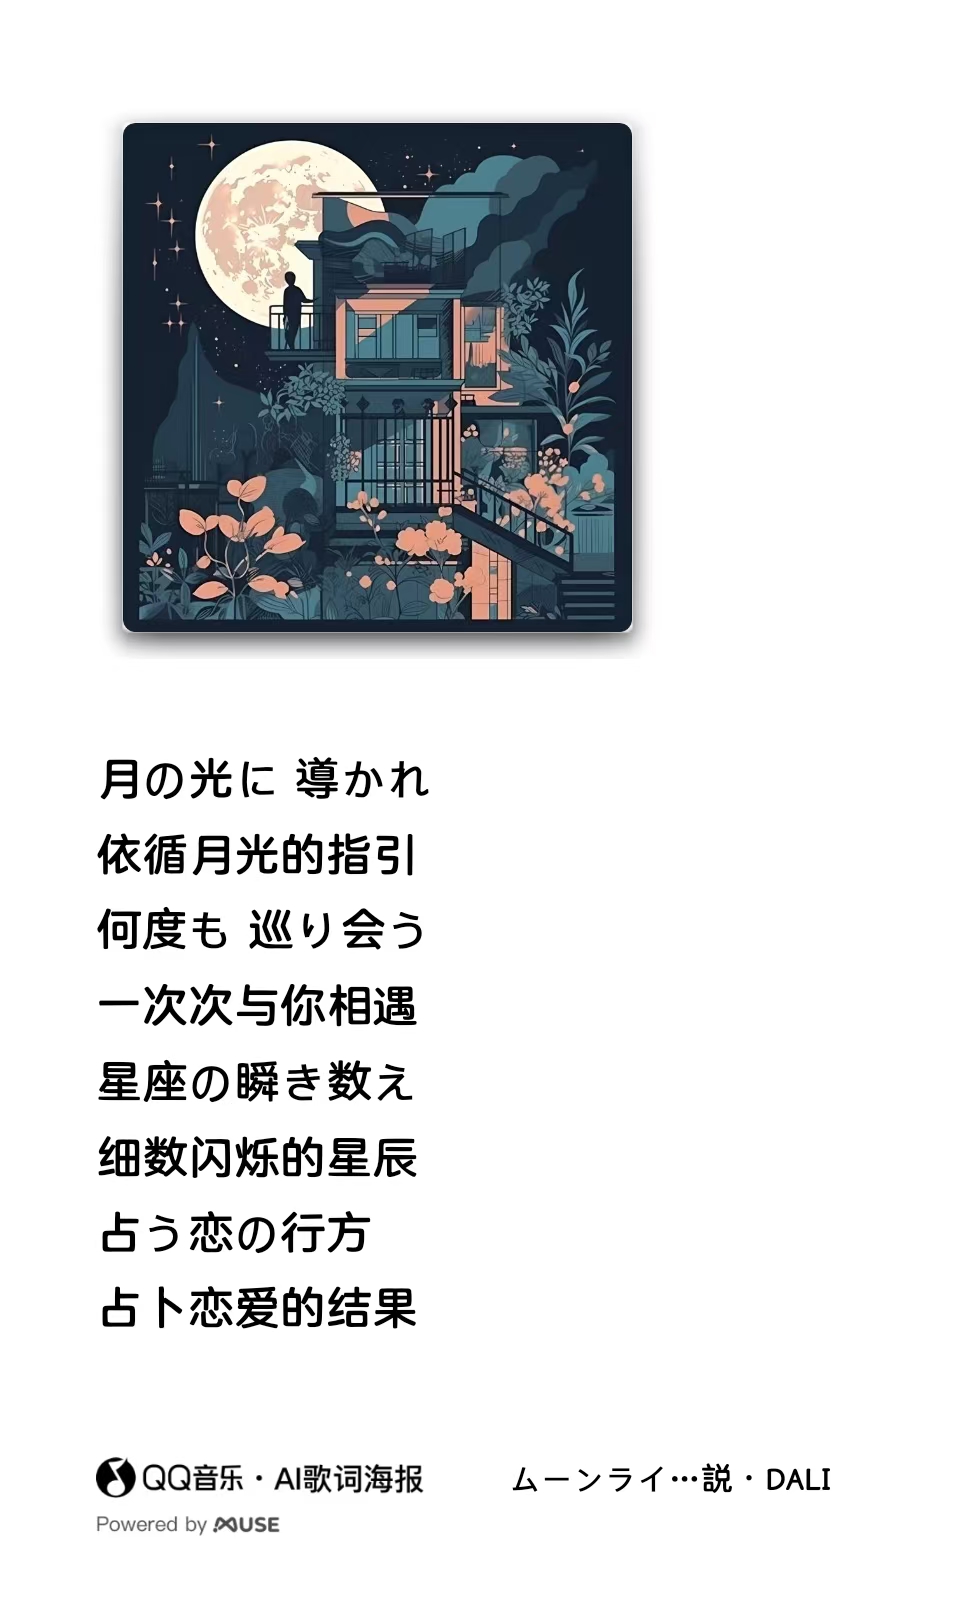 月の光に 導かれ
依循月光的指引
何度も 巡り会う
一次次与你相遇
星座の瞬き数え
细数闪烁的星辰
占う恋の行方
占卜恋爱的结果
QQ音乐・AI歌词海报
ムーンライ…説・DALI
Powered by MUSE